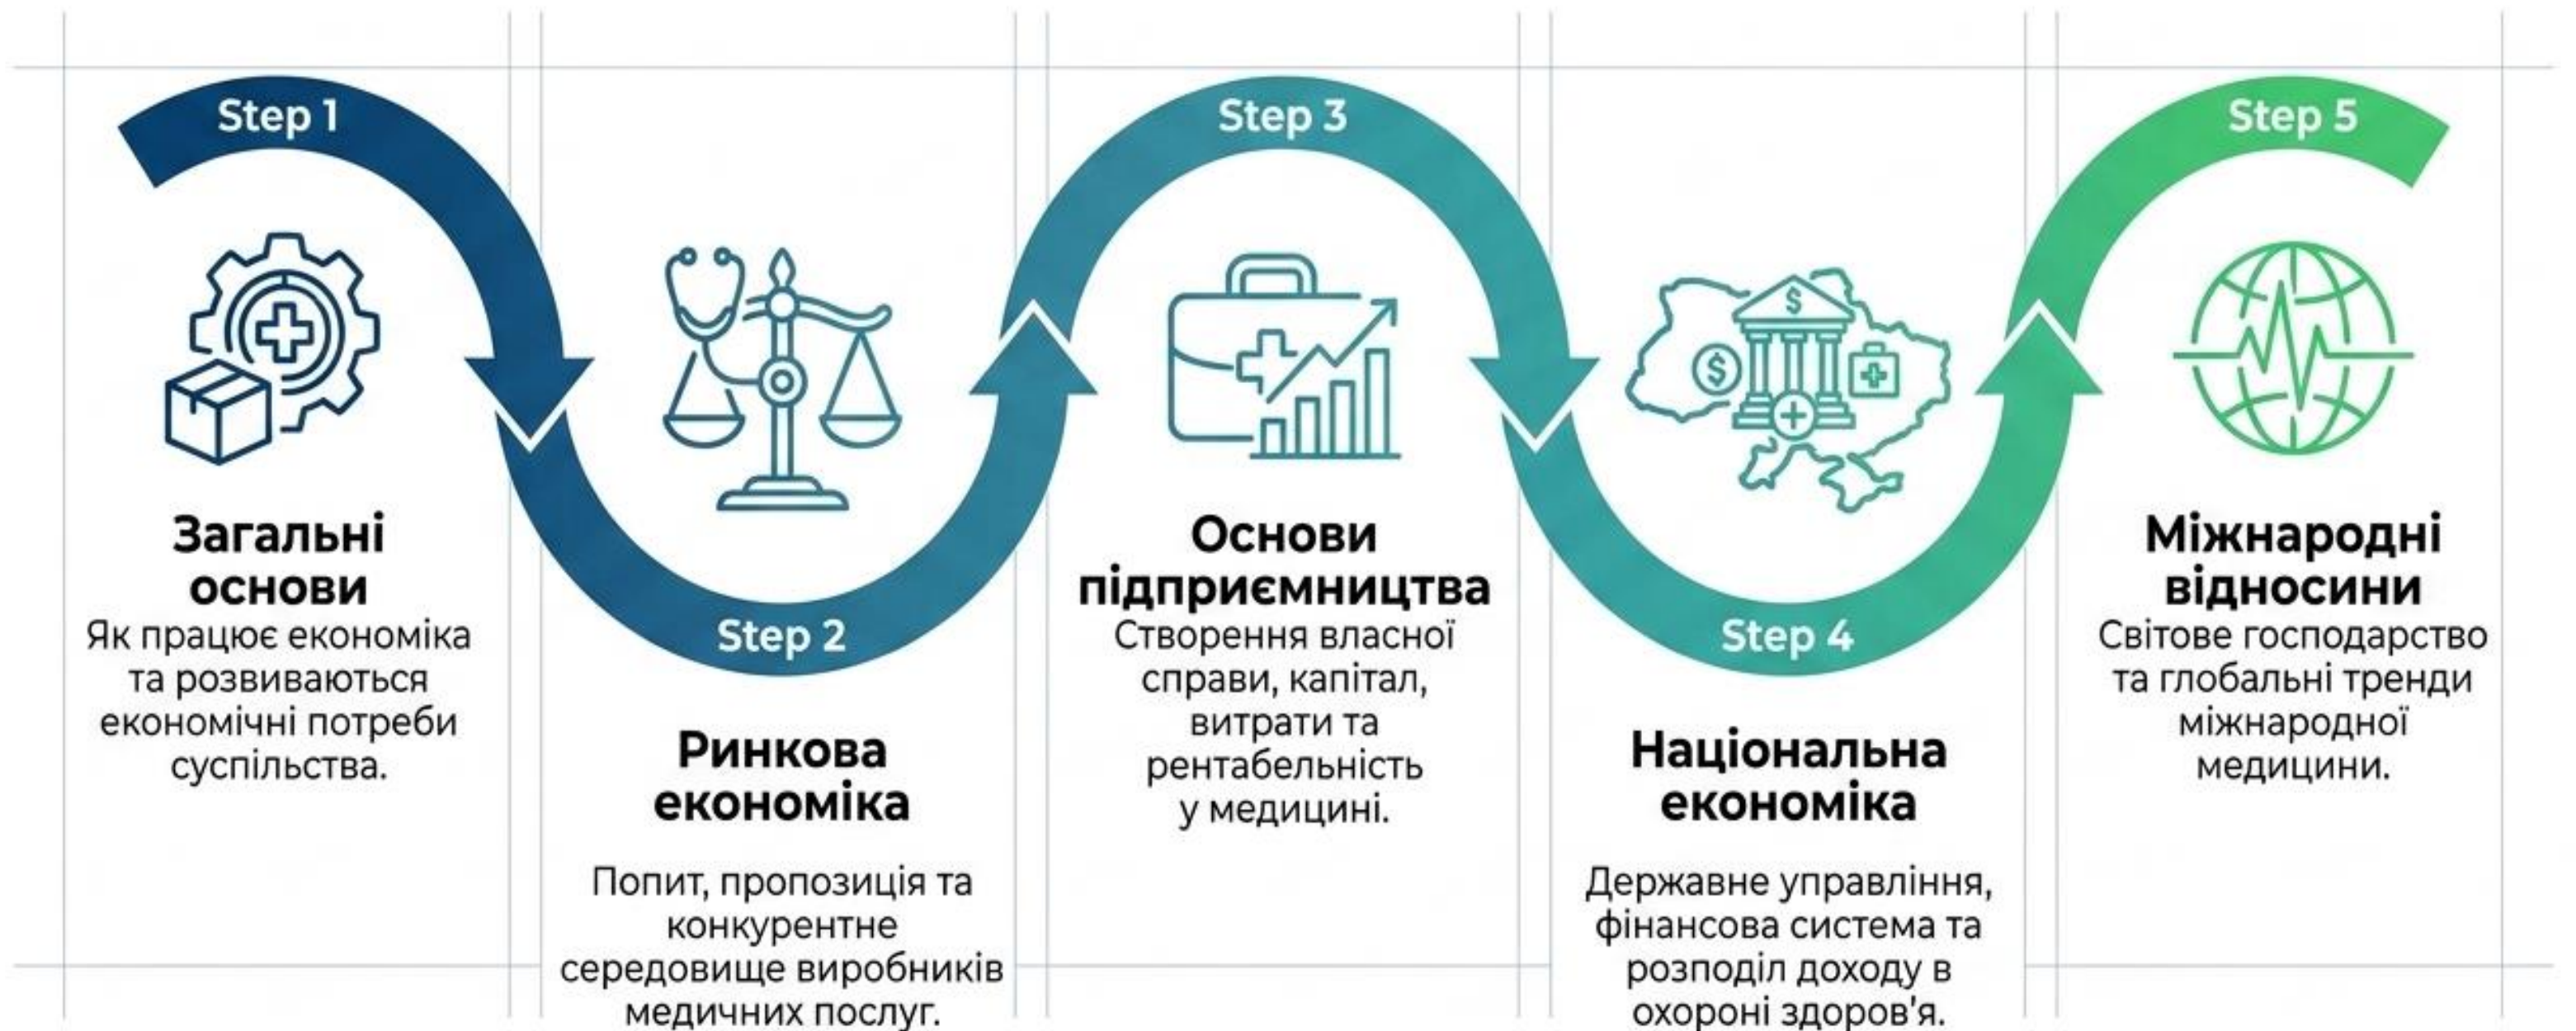 Step 1
Загальні
основи
Як працює економіка
та розвиваються
економічні потреби
суспільства.
Step 2
Ринкова
економіка
Попит, пропозиція та
конкурентне
середовище виробників
медичних послуг.
Step 3
Основи
підприємництва
Створення власної
справи, капітал,
витрати та
рентабельність
у медицині.
Step 4
Національна
економіка
Державне управління,
фінансова система та
розподіл доходу в
охороні здоров'я.
Step 5
Міжнародні
відносини
Світове господарство
та глобальні тренди
міжнародної
медицини.